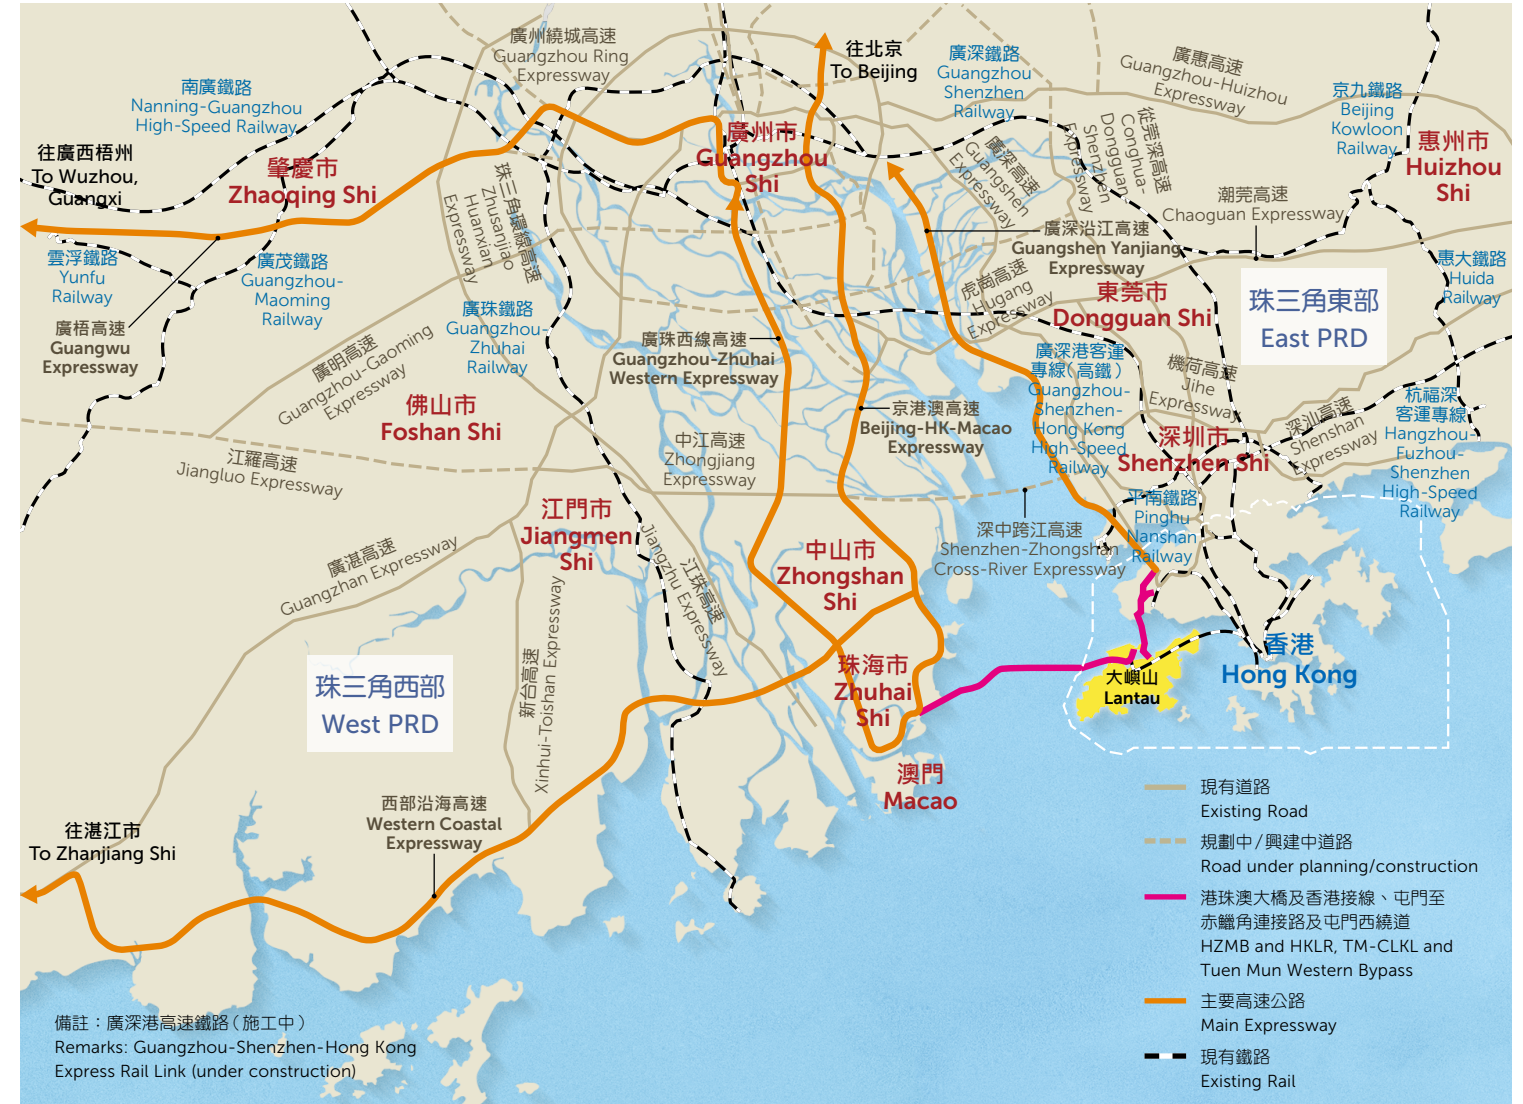 廣州繞城高速
Guangzhou Ring
Expressway
往北京
To Beijing
廣深鐵路
Guangzhou
Shenzhen
Railway
廣惠高速
Guangzhou-Huizhou
Expressway
京九鐵路
Beijing
Kowloon
Railway
南廣鐵路
Nanning-Guangzhou
High-Speed Railway
往廣西梧州
To Wuzhou,
Guangxi
肇慶市
Zhaoqing Shi
廣州市
Guangzhou
Shi
惠州市
Huizhou
Shi
從莞深高速
Conghua-
Dongguan
Shenzhen
Expressway
廣深高速
Guangshen
Expressway
潮莞高速
Chaoguan Expressway
珠三角環線高速
Zhusanjiao
Huanxian
Expressway
廣深沿江高速
Guangshen Yanjiang
Expressway
雲浮鐵路
Yunfu
Railway
廣茂鐵路
Guangzhou-
Maoming
Railway
惠大鐵路
Huida
Railway
虎崗高速
Hugang
Expressway
東莞市
Dongguan Shi
珠三角東部
East PRD
廣梧高速
Guangwu
Expressway
廣珠鐵路
Guangzhou-
Zhuhai
Railway
廣珠西線高速
Guangzhou-Zhuhai
Western Expressway
廣明高速
Guangzhou-Gaoming
Expressway
廣深港客運
專線(高鐵)
Guangzhou-
Shenzhen-
Hong Kong
High-Speed
Railway
機荷高速
Jihe
Expressway
杭福深
客運專線
Hangzhou-
Fuzhou-
Shenzhen
High-Speed
Railway
佛山市
Foshan Shi
京港澳高速
Beijing-HK-Macao
Expressway
深汕高速
Shenshan
Expressway
深圳市
Shenzhen Shi
中江高速
Zhongjiang
Expressway
江羅高速
Jiangluo Expressway
平南鐵路
Pinghu
Nanshan
Railway
江門市
Jiangmen
Shi
深中跨江高速
Shenzhen-Zhongshan
Cross-River Expressway
中山市
Zhongshan
Shi
廣湛高速
Guangzhan Expressway
江珠高速
Jiangzhu Expressway
新台高速
Xinhui-Toishan Expressway
珠三角西部
West PRD
珠海市
Zhuhai
Shi
香港
Hong Kong
大嶼山
Lantau
澳門
Macao
西部沿海高速
Western Coastal
Expressway
往湛江市
To Zhanjiang Shi
現有道路
Existing Road
規劃中/興建中道路
Road under planning/construction
港珠澳大橋及香港接線、屯門至
赤鱲角連接路及屯門西繞道
HZMB and HKLR, TM-CLKL and
Tuen Mun Western Bypass
主要高速公路
Main Expressway
現有鐵路
Existing Rail
備註：廣深港高速鐵路（施工中）
Remarks: Guangzhou-Shenzhen-Hong Kong
Express Rail Link (under construction)